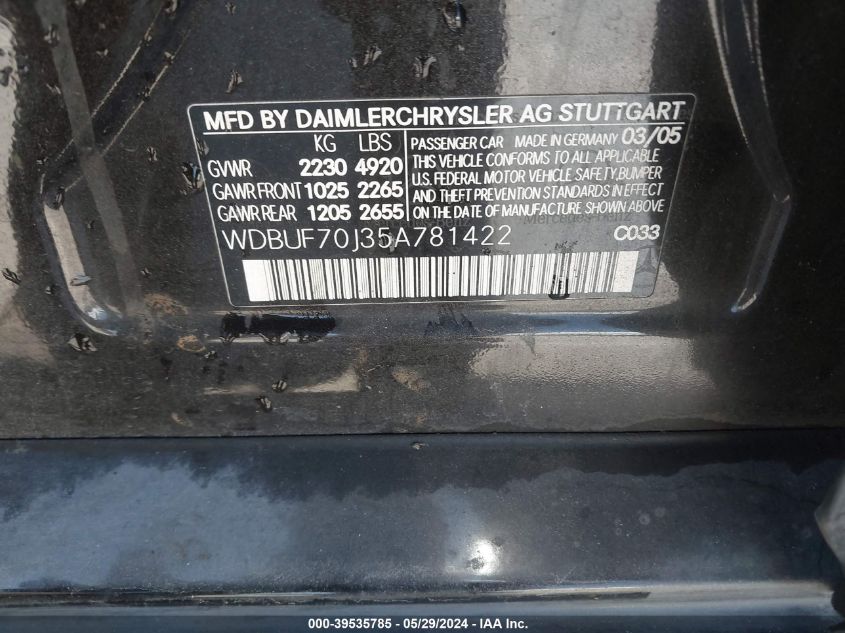 MFD BY DAIMLERCHRYSLER AG STUTTGART
KG LBS
GVWR 2230 4920
GAWR FRONT 1025 2265
GAWR REAR 1205 2655
PASSENGER CAR MADE IN GERMANY 03/05
THIS VEHICLE CONFORMS TO ALL APPLICABLE
U.S. FEDERAL MOTOR VEHICLE SAFETY, BUMPER
AND THEFT PREVENTION STANDARDS IN EFFECT
ON THE DATE OF MANUFACTURE SHOWN ABOVE
Mercedes-Benz
WDBUF70J35A781422 C033
000-39535785 - 05/29/2024 - IAA Inc.